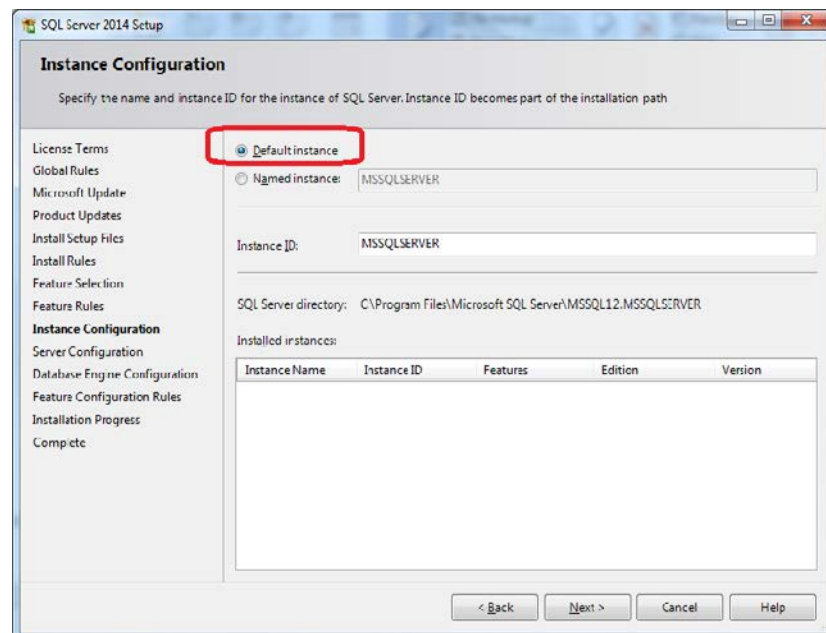 SQL Server 2014 Setup
Instance Configuration
Specify the name and instance ID for the instance of SQL Server. Instance ID becomes part of the installation path
License Terms
Global Rules
Microsoft Update
Product Updates
Install Setup Files
Install Rules
Feature Selection
Feature Rules
Instance Configuration
Server Configuration
Database Engine Configuration
Feature Configuration Rules
Installation Progress
Complete
Default instance
Named instance: MSSQLSERVER
Instance ID: MSSQLSERVER
SQL Server directory: C:\Program Files\Microsoft SQL Server\MSSQL12.MSSQLSERVER
Installed instances:
Instance Name Instance ID Features Edition Version
< Back Next > Cancel Help